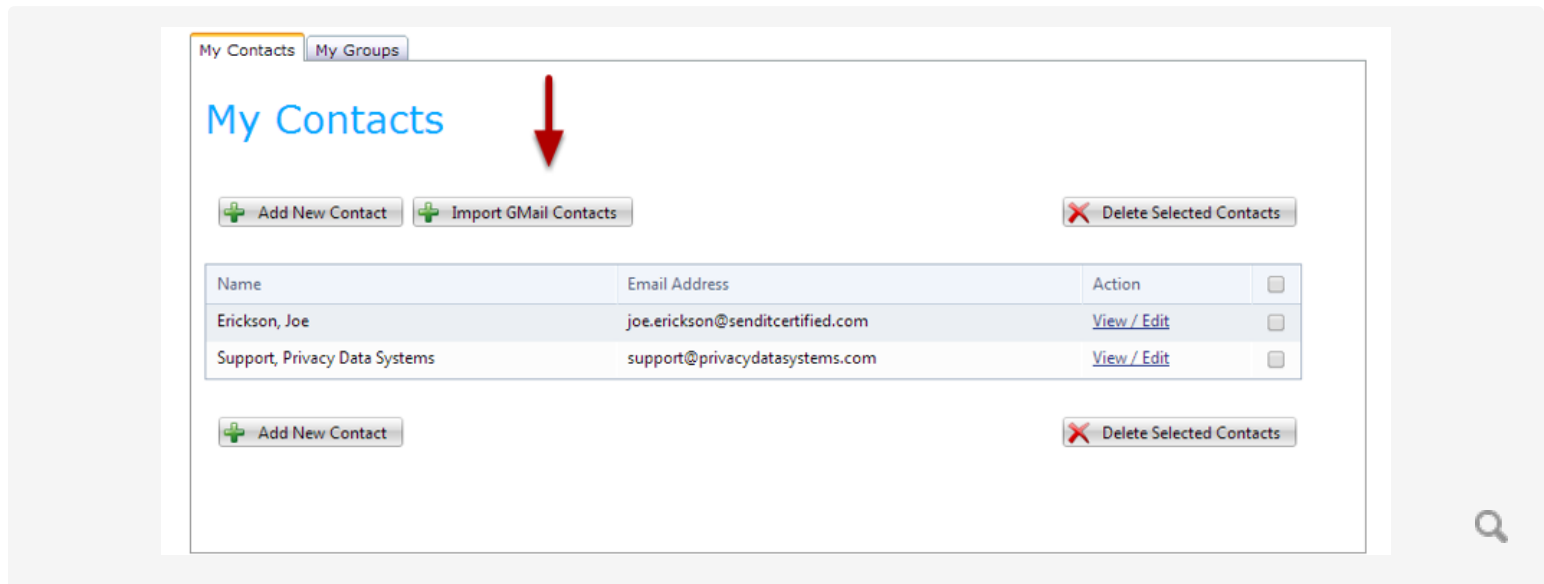 My Contacts My Groups
My Contacts
Add New Contact Import GMail Contacts Delete Selected Contacts
Name Email Address Action
Erickson, Joe joe.erickson@senditcertified.com View / Edit
Support, Privacy Data Systems support@privacydatasystems.com View / Edit
Add New Contact Delete Selected Contacts